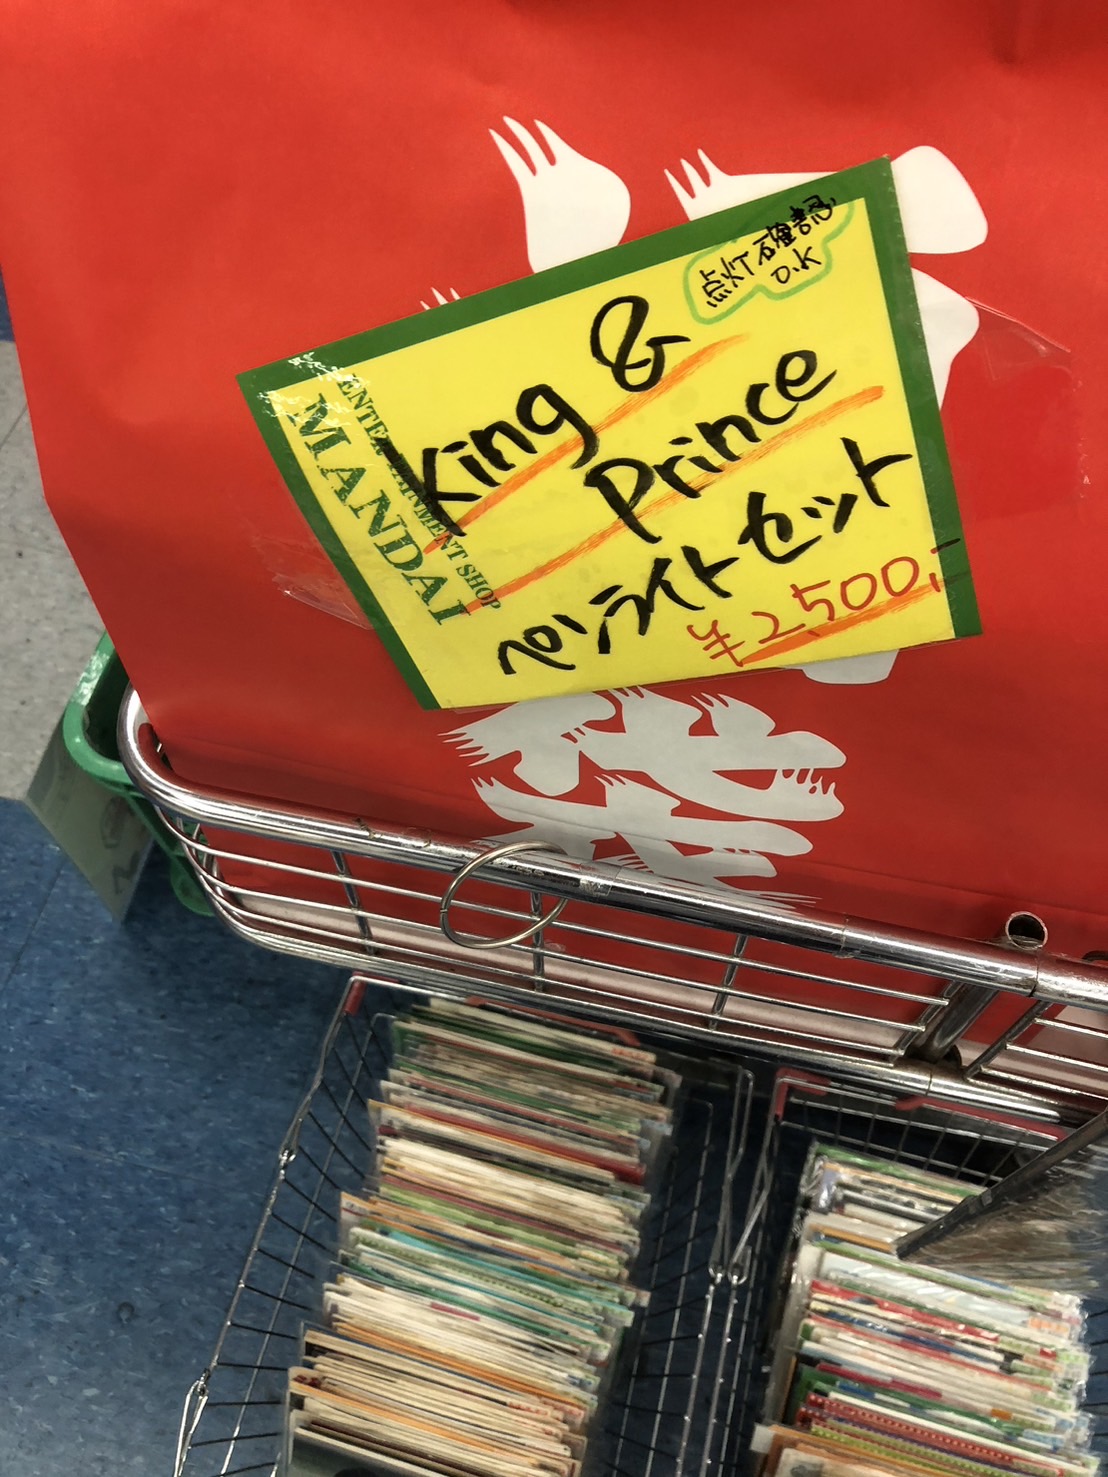 点灯確認
O.K
King &
Prince
ペンライトセット
¥2,500,-
ENTERTAINMENT SHOP
MANDAI